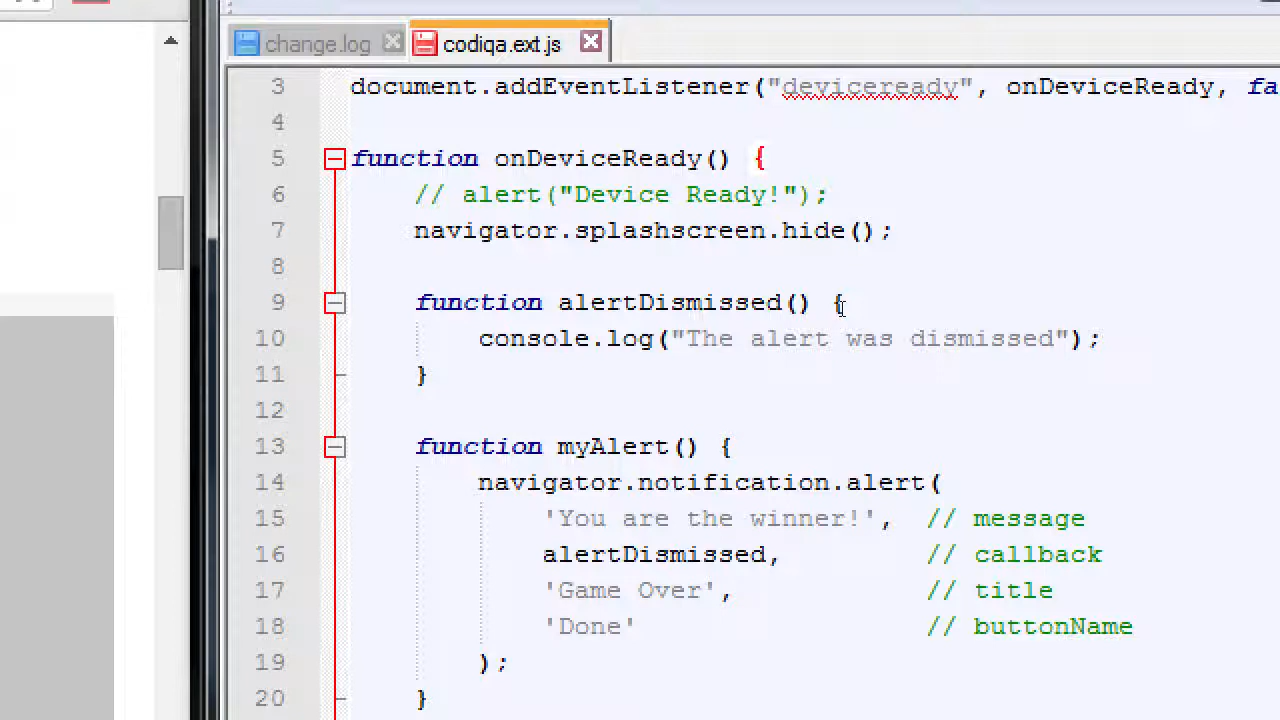 change.log codiqa.ext.js
3 document.addEventListener("deviceready", onDeviceReady, fa
4
5 function onDeviceReady() {
6 // alert("Device Ready!");
7 navigator.splashscreen.hide();
8
9 function alertDismissed() {
10 console.log("The alert was dismissed");
11 }
12
13 function myAlert() {
14 navigator.notification.alert(
15 'You are the winner!', // message
16 alertDismissed, // callback
17 'Game Over', // title
18 'Done' // buttonName
19 );
20 }